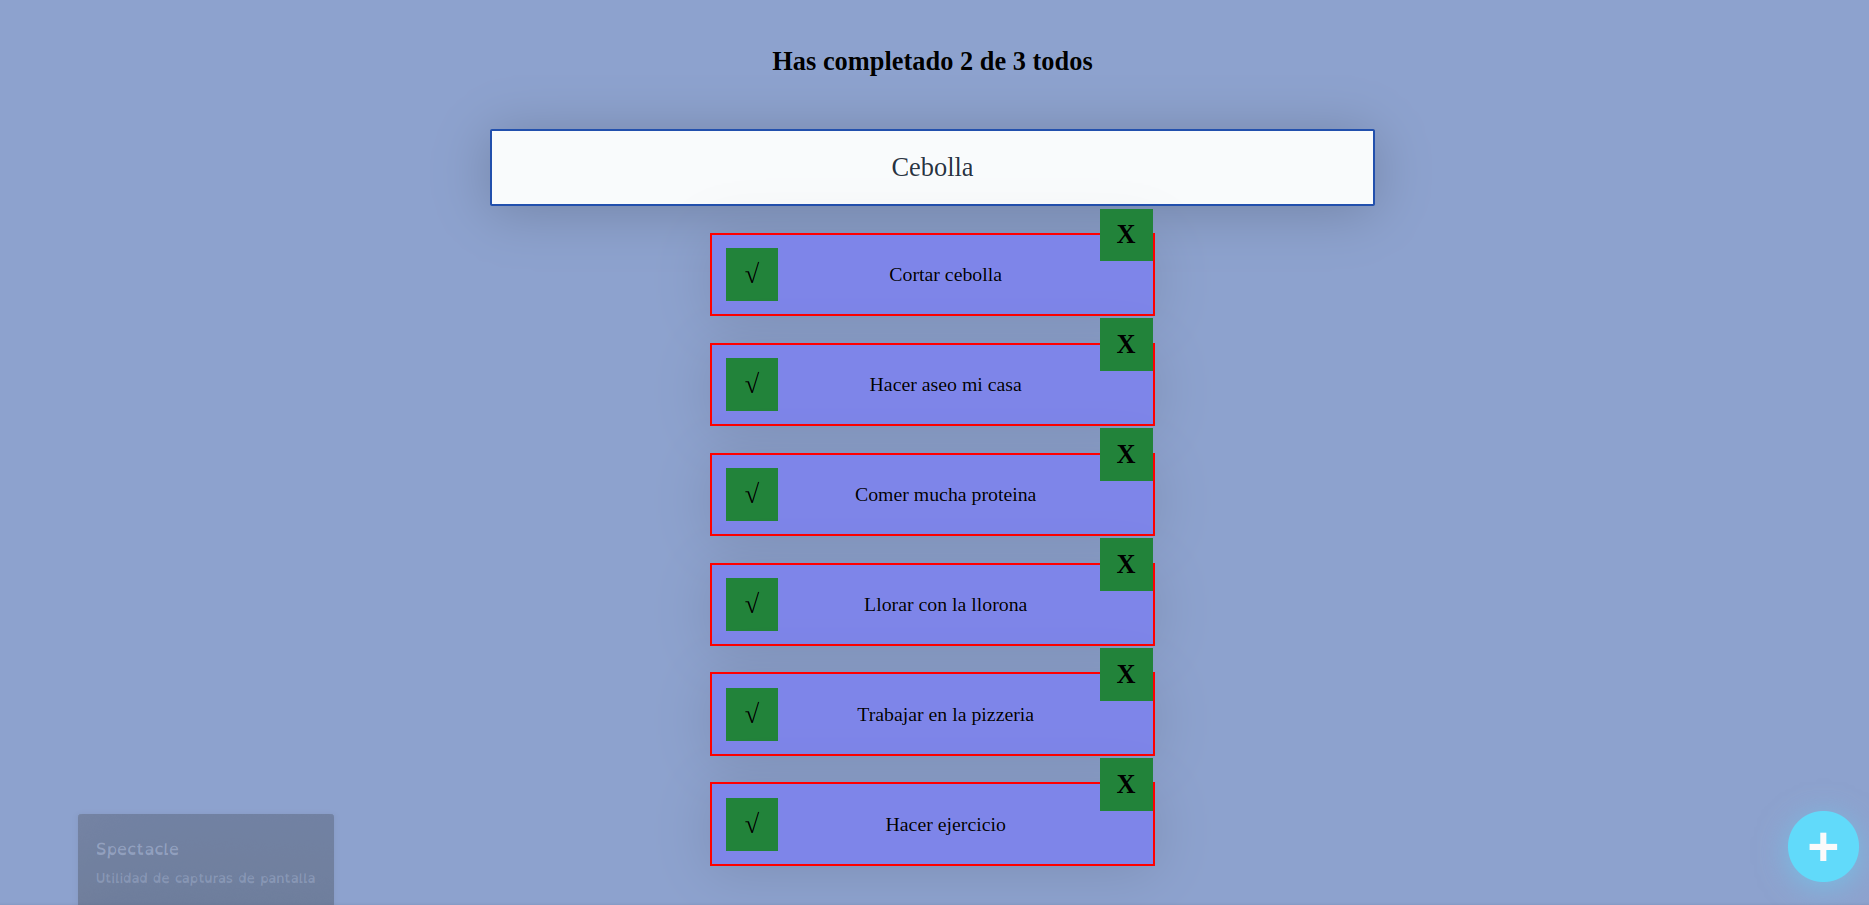 Has completado 2 de 3 todos
Cebolla
X
√ Cortar cebolla
X
√ Hacer aseo mi casa
X
√ Comer mucha proteina
X
√ Llorar con la llorona
X
√ Trabajar en la pizzeria
X
√ Hacer ejercicio
+
Spectacle
Utilidad de capturas de pantalla